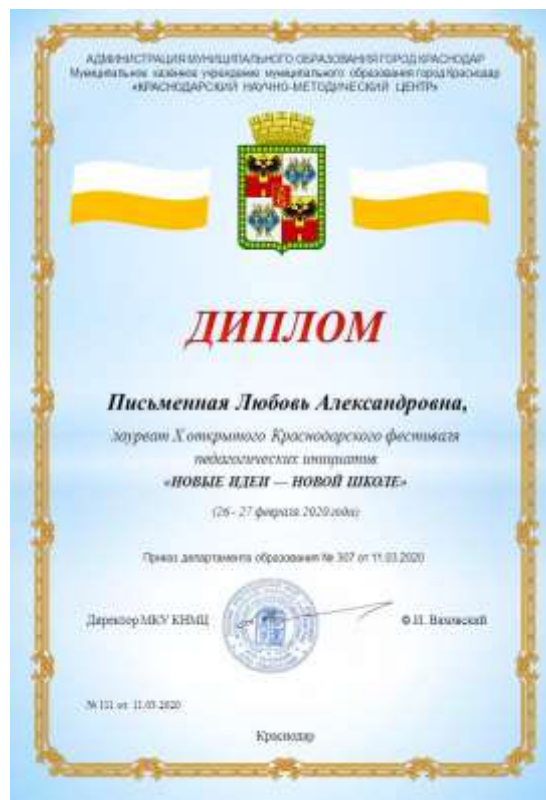 АДМИНИСТРАЦИЯ МУНИЦИПАЛЬНОГО ОБРАЗОВАНИЯ ГОРОД КРАСНОДАР
Муниципальное казенное учреждение муниципального образования город Краснодар
«КРАСНОДАРСКИЙ НАУЧНО-МЕТОДИЧЕСКИЙ ЦЕНТР»
ДИПЛОМ
Письменная Любовь Александровна,
лауреат X открытого Краснодарского фестиваля
педагогических инициатив
«НОВЫЕ ИДЕИ — НОВОЙ ШКОЛЕ»
(26 - 27 февраля 2020 года)
Приказ департамента образования № 307 от 11.03.2020
Директор МКУ КНМЦ Ф.И. Ваховский
№ 111 от 11.03.2020
Краснодар